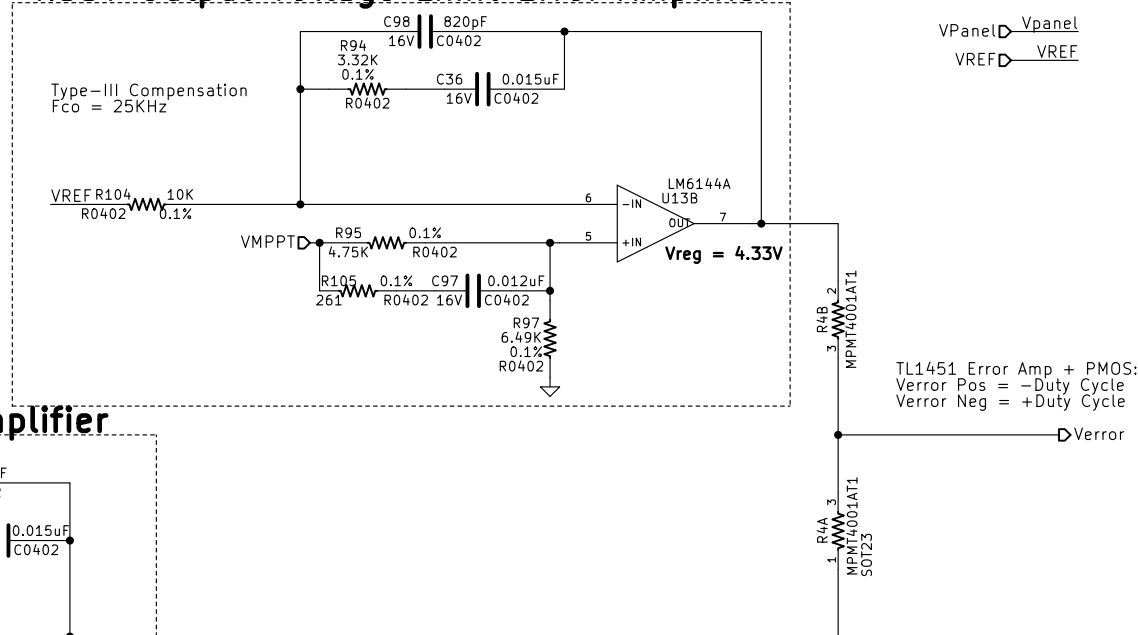 C98 820pF
16V C0402
R94
3.32K
0.1%
R0402
C36 0.015uF
16V C0402
Type-III Compensation
Fco = 25KHz
VPanel Vpanel
VREF VREF
VREF R104 10K
R0402 0.1%
LM6144A
U13B
6 -IN
OUT 7
5 +IN
Vreg = 4.33V
VMPPT R95 0.1%
4.75K R0402
R105 0.1% C97 0.012uF
261 R0402 16V C0402
R97
6.49K
0.1%
R0402
2
R4B
MPMT4001AT1
3
TL1451 Error Amp + PMOS:
Verror Pos = -Duty Cycle
Verror Neg = +Duty Cycle
plifier
Verror
F
0.015uF
C0402
3
R4A
MPMT4001AT1
SOT23
1